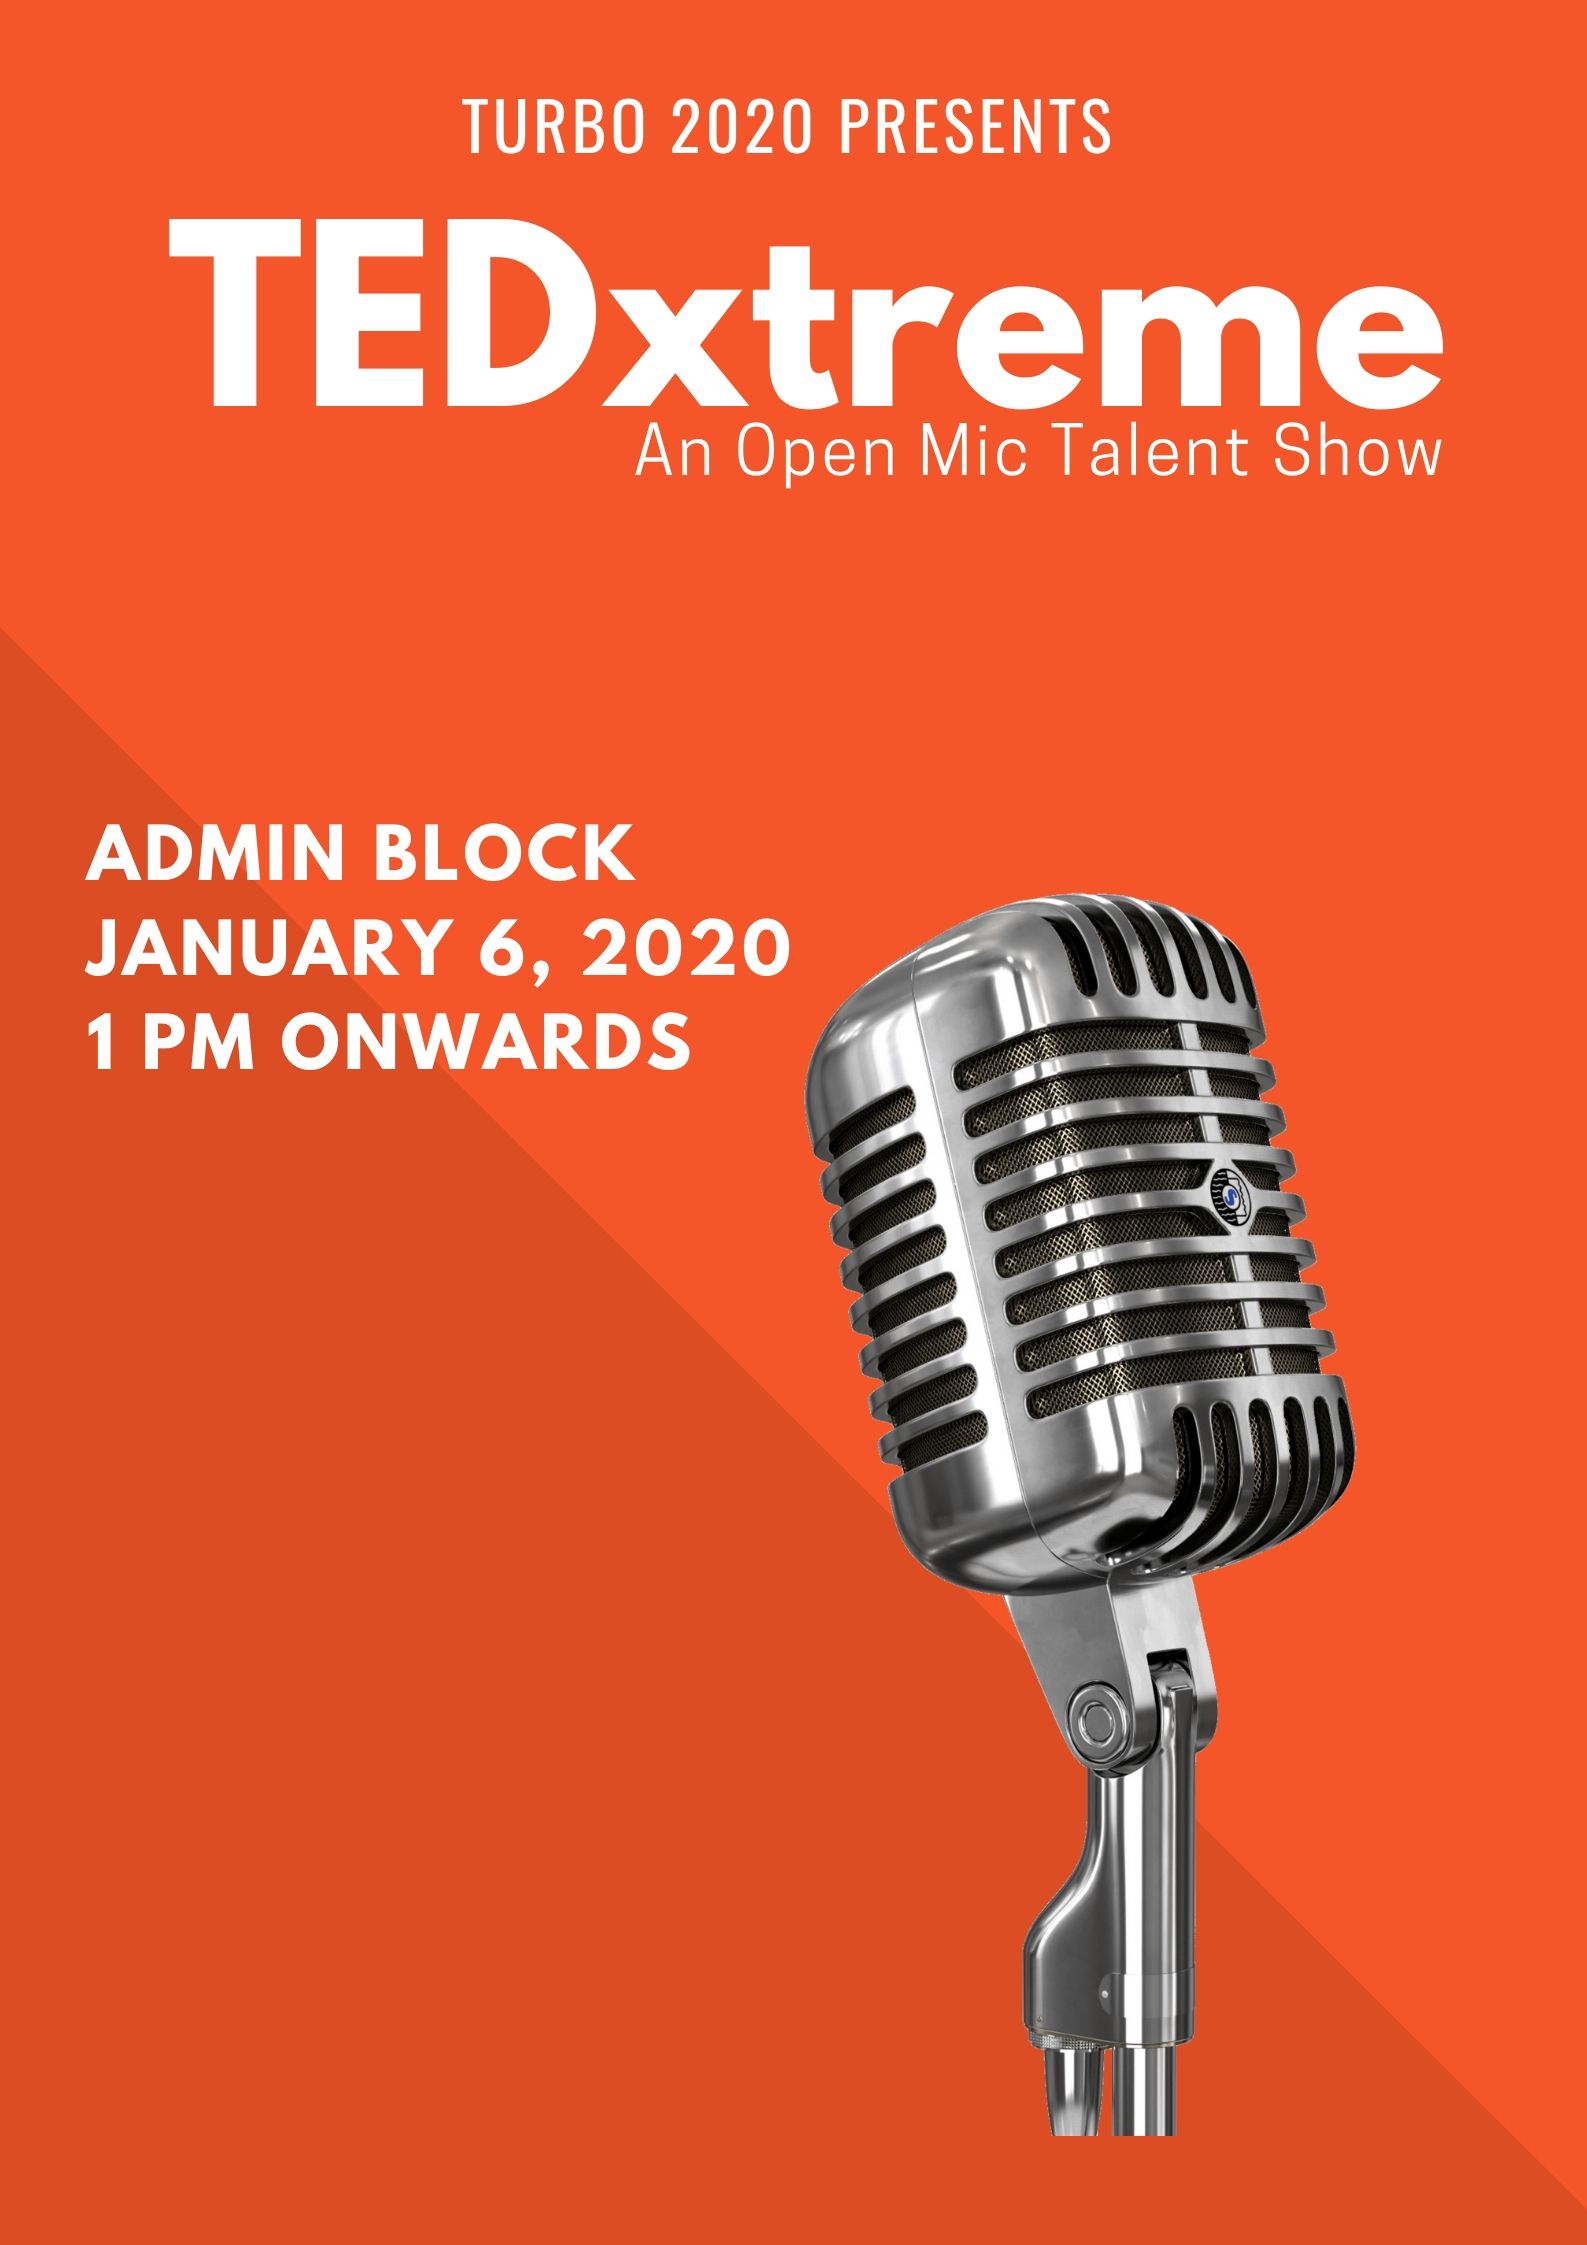 TURBO 2020 PRESENTS
TEDxtreme
An Open Mic Talent Show
ADMIN BLOCK
JANUARY 6, 2020
1 PM ONWARDS